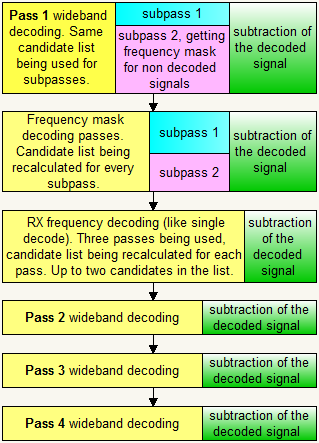 Pass 1 wideband
decoding. Same
candidate list
being used for
subpasses.
subpass 1
subpass 2, getting
frequency mask
for non decoded
signals
subtraction of
the decoded
signal
Frequency mask
decoding passes.
Candidate list being
recalculated for every
subpass.
subpass 1
subpass 2
subtraction of
the decoded
signal
RX frequency decoding (like single
decode). Three passes being used,
candidate list being recalculated for each
pass. Up to two candidates in the list.
subtraction
of the
decoded
signal
Pass 2 wideband decoding
subtraction of the
decoded signal
Pass 3 wideband decoding
subtraction of the
decoded signal
Pass 4 wideband decoding
subtraction of the
decoded signal